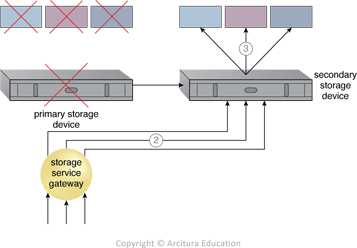 3
secondary
storage
device
primary storage
device
2
storage
service
gateway
Copyright © Arcitura Education